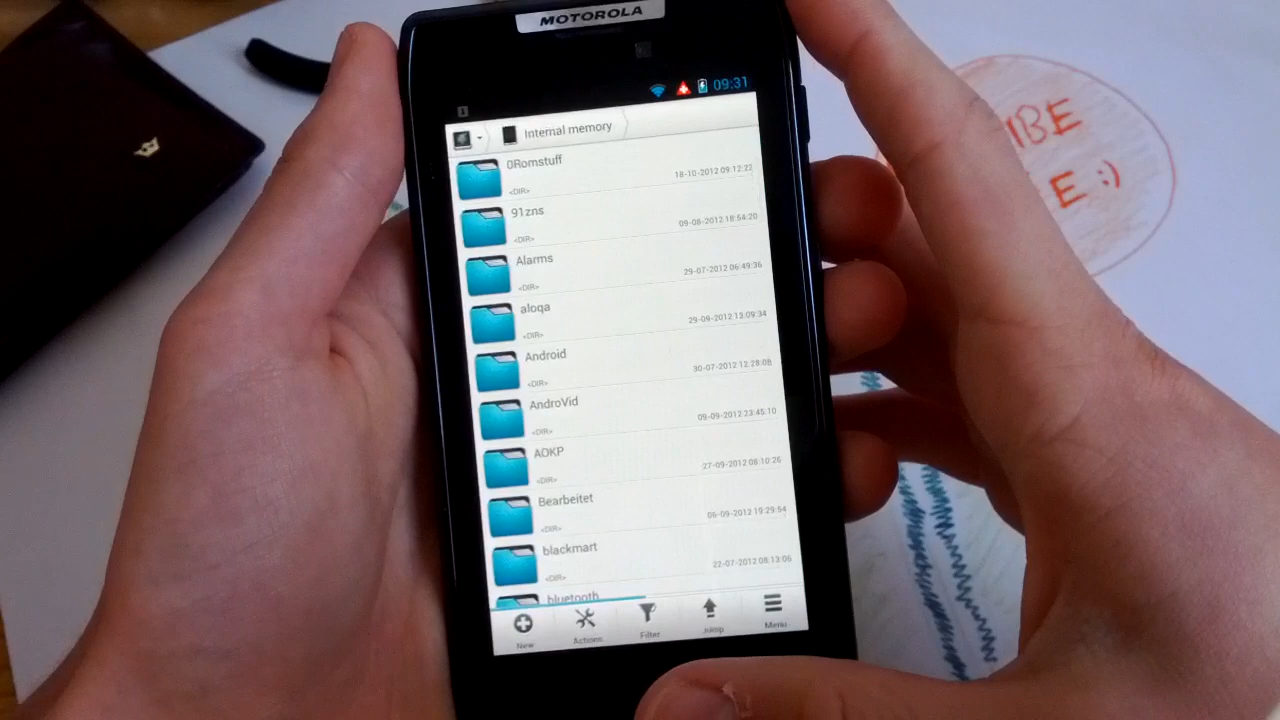 MOTOROLA
09:31
Internal memory
0Romstuff
<DIR> 18-10-2012 09:12:22
91zns
<DIR> 09-08-2012 18:54:20
Alarms
<DIR> 29-07-2012 06:49:36
aloqa
<DIR> 29-09-2012 13:09:34
Android
<DIR> 30-07-2012 12:28:08
AndroVid
<DIR> 09-09-2012 23:45:10
AOKP
<DIR> 27-09-2012 08:10:26
Bearbeitet
<DIR> 06-09-2012 19:29:54
blackmart
<DIR> 22-07-2012 08:13:06
bluetooth
New Actions Filter Menu
IBE
E :)